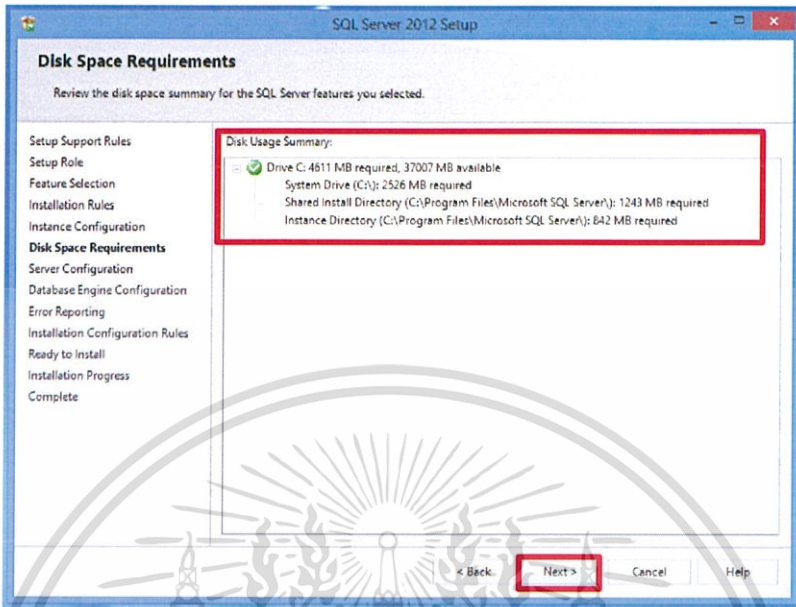 SQL Server 2012 Setup
Disk Space Requirements
Review the disk space summary for the SQL Server features you selected.
Setup Support Rules
Setup Role
Feature Selection
Installation Rules
Instance Configuration
Disk Space Requirements
Server Configuration
Database Engine Configuration
Error Reporting
Installation Configuration Rules
Ready to Install
Installation Progress
Complete
Disk Usage Summary:
Drive C: 4611 MB required, 37007 MB available
System Drive (C:\): 2526 MB required
Shared Install Directory (C:\Program Files\Microsoft SQL Server\): 1243 MB required
Instance Directory (C:\Program Files\Microsoft SQL Server\): 842 MB required
< Back
Next >
Cancel
Help